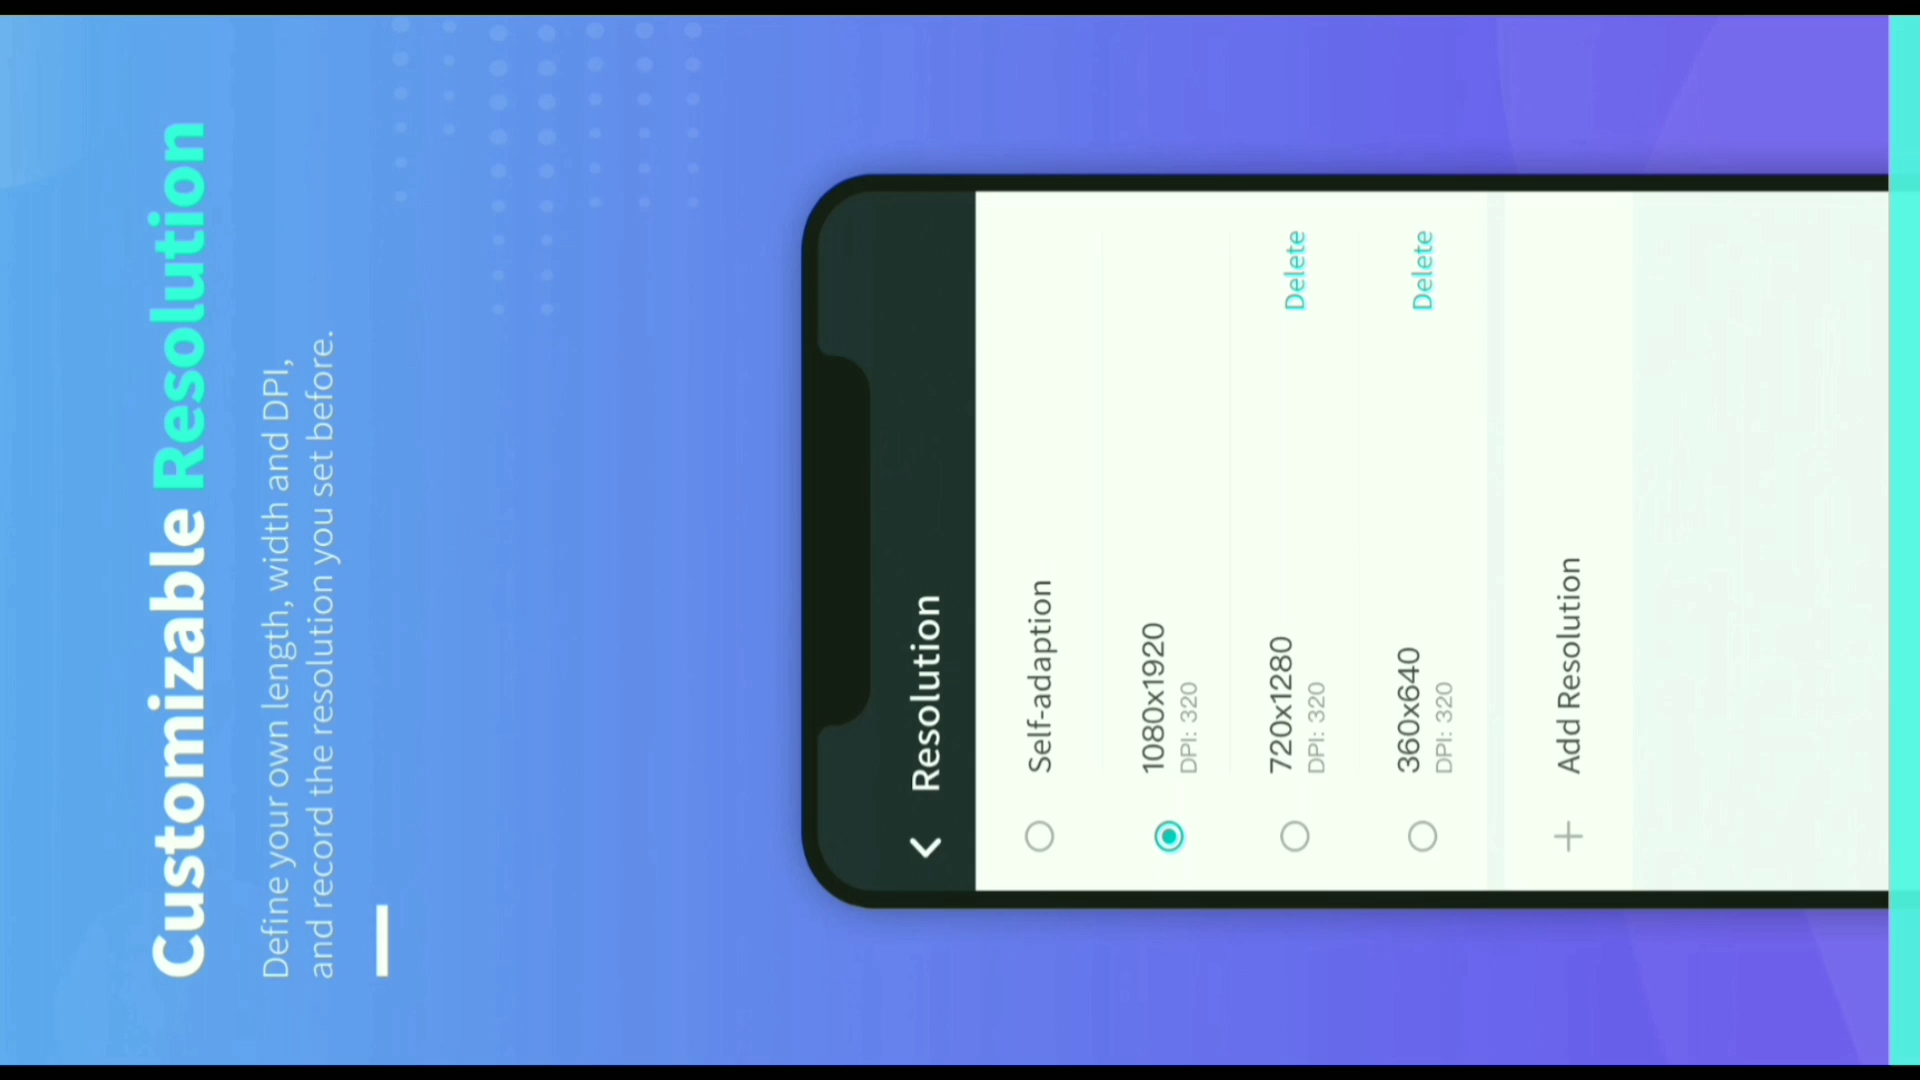 Customizable Resolution
Define your own length, width and DPI,
and record the resolution you set before.
Resolution
Self-adaption
1080x1920
DPI: 320
720x1280
DPI: 320
Delete
360x640
DPI: 320
Delete
Add Resolution